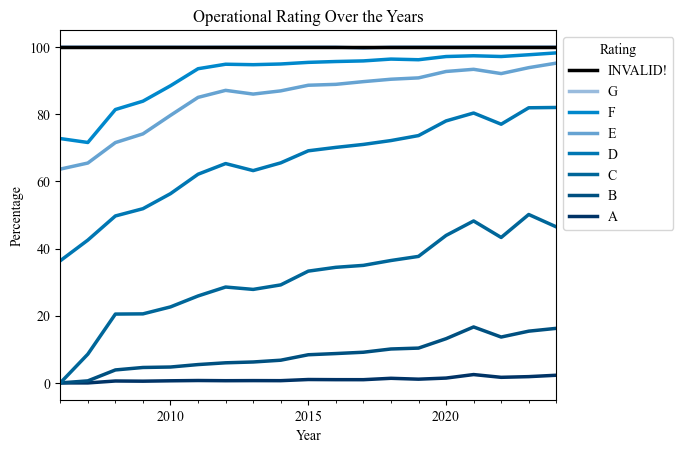 Operational Rating Over the Years
Percentage
100
80
60
40
20
0
2010
2015
2020
Year
Rating
INVALID!
G
F
E
D
C
B
A